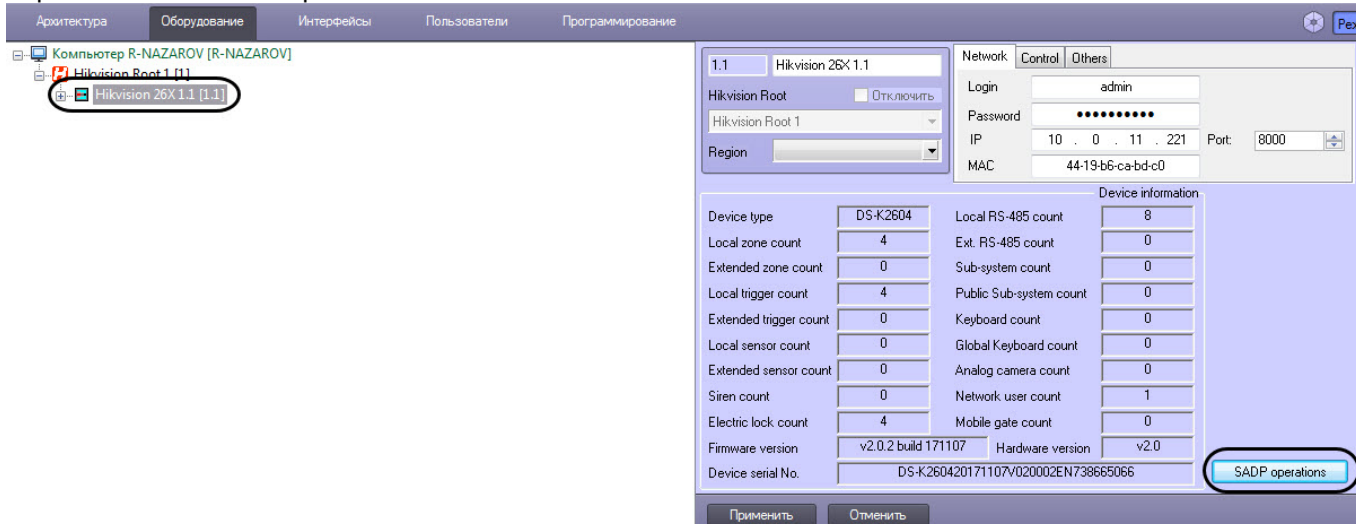 Архитектура Оборудование Интерфейсы Пользователи Программирование
Компьютер R-NAZAROV [R-NAZAROV]
Hikvision Root 1 [1]
Hikvision 26X 1.1 [1.1]
1.1 Hikvision 26X 1.1
Hikvision Root Отключить
Hikvision Root 1
Region
Network Control Others
Login admin
Password ••••••••••
IP 10 . 0 . 11 . 221 Port: 8000
MAC 44-19-b6-ca-bd-c0
Device information
Device type DS-K2604 Local RS-485 count 8
Local zone count 4 Ext. RS-485 count 0
Extended zone count 0 Sub-system count 0
Local trigger count 4 Public Sub-system count 0
Extended trigger count 0 Keyboard count 0
Local sensor count 0 Global Keyboard count 0
Extended sensor count 0 Analog camera count 0
Siren count 0 Network user count 1
Electric lock count 4 Mobile gate count 0
Firmware version v2.0.2 build 171107 Hardware version v2.0
Device serial No. DS-K260420171107V020002EN738665066 SADP operations
Применить Отменить